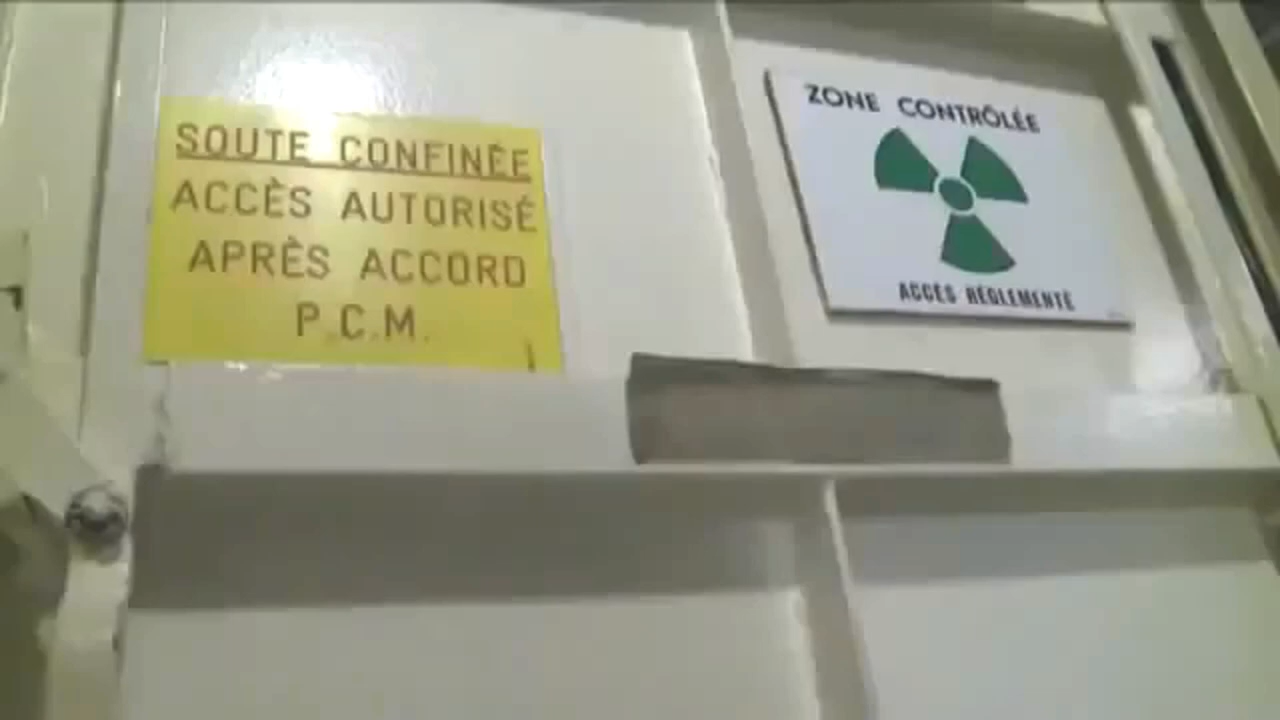 SOUTE CONFINÉE
ACCÈS AUTORISÉ
APRÈS ACCORD
P.C.M.
ZONE CONTRÔLÉE
ACCÈS RÉGLEMENTÉ